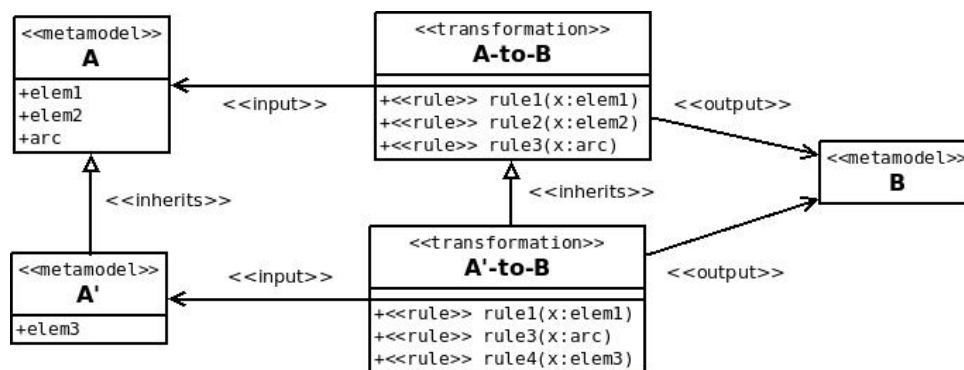 <<metamodel>>
A
+elem1
+elem2
+arc
<<input>>
<<transformation>>
A-to-B
+<<rule>> rule1(x:elem1)
+<<rule>> rule2(x:elem2)
+<<rule>> rule3(x:arc)
<<output>>
<<metamodel>>
B
<<inherits>>
<<inherits>>
<<metamodel>>
A'
+elem3
<<input>>
<<transformation>>
A'-to-B
+<<rule>> rule1(x:elem1)
+<<rule>> rule3(x:arc)
+<<rule>> rule4(x:elem3)
<<output>>